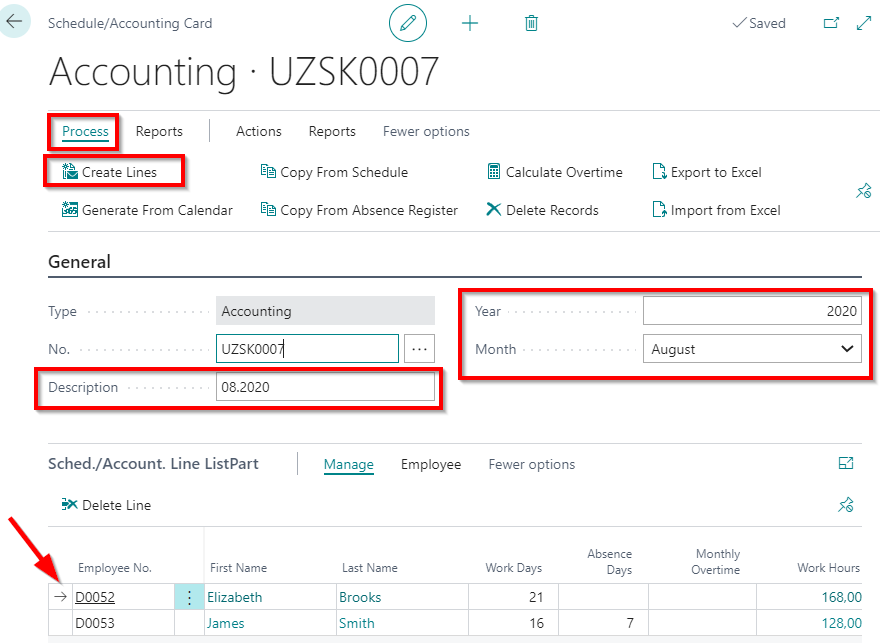 Schedule/Accounting Card
Saved
Accounting · UZSK0007
Process Reports Actions Reports Fewer options
Create Lines Copy From Schedule Calculate Overtime Export to Excel
365 Generate From Calendar Copy From Absence Register Delete Records Import from Excel
General
Type Accounting Year 2020
No. UZSK0007 ... Month August
Description 08.2020
Sched./Account. Line ListPart Manage Employee Fewer options
Delete Line
Employee No. First Name Last Name Work Days Absence Days Monthly Overtime Work Hours
D0052 Elizabeth Brooks 21 168,00
D0053 James Smith 16 7 128,00